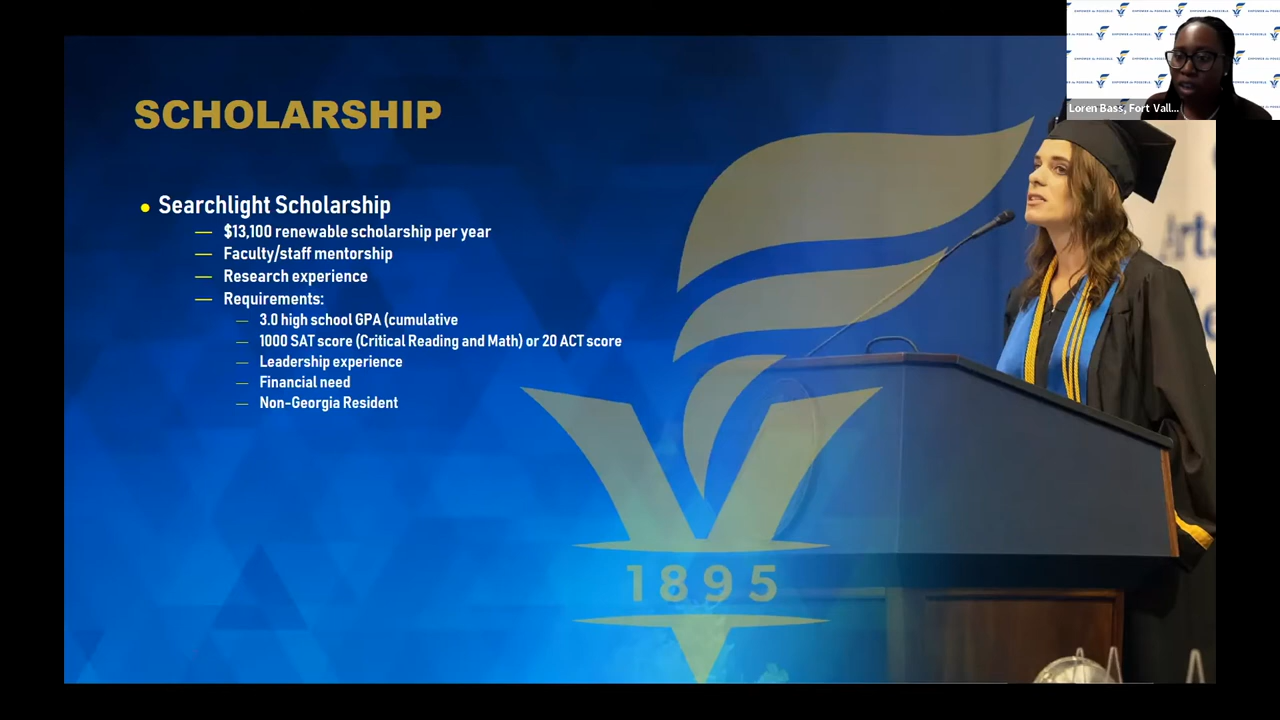 SCHOLARSHIP
Loren Bass, Fort Vall...
Searchlight Scholarship
— $13,100 renewable scholarship per year
— Faculty/staff mentorship
— Research experience
— Requirements:
— 3.0 high school GPA (cumulative
— 1000 SAT score (Critical Reading and Math) or 20 ACT score
— Leadership experience
— Financial need
— Non-Georgia Resident
1895